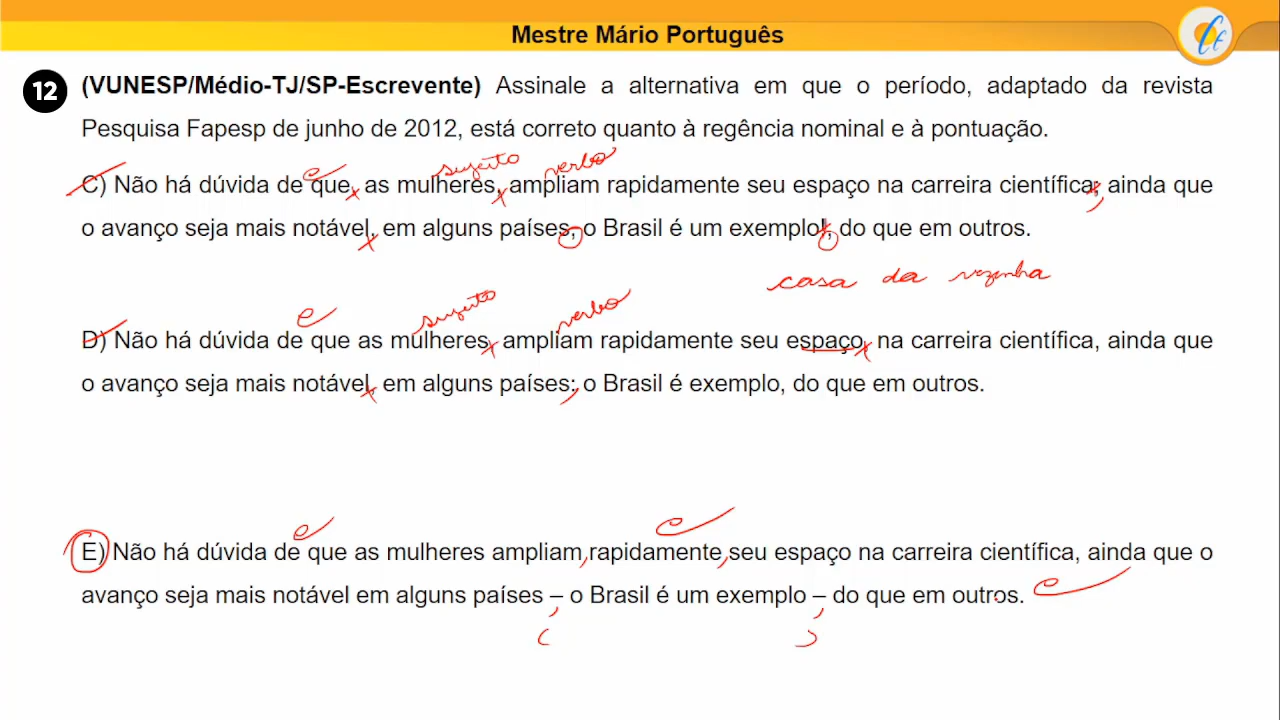 Mestre Mário Português
12 (VUNESP/Médio-TJ/SP-Escrevente) Assinale a alternativa em que o período, adaptado da revista
Pesquisa Fapesp de junho de 2012, está correto quanto à regência nominal e à pontuação.
sujeito verbo
C) Não há dúvida de que, as mulheres, ampliam rapidamente seu espaço na carreira científica; ainda que
o avanço seja mais notável, em alguns países, o Brasil é um exemplo!, do que em outros.
casa da vizinha
sujeito verbo
D) Não há dúvida de que as mulheres, ampliam rapidamente seu espaço, na carreira científica, ainda que
o avanço seja mais notável, em alguns países: o Brasil é exemplo, do que em outros.
E) Não há dúvida de que as mulheres ampliam, rapidamente, seu espaço na carreira científica, ainda que o
avanço seja mais notável em alguns países – o Brasil é um exemplo – do que em outros.